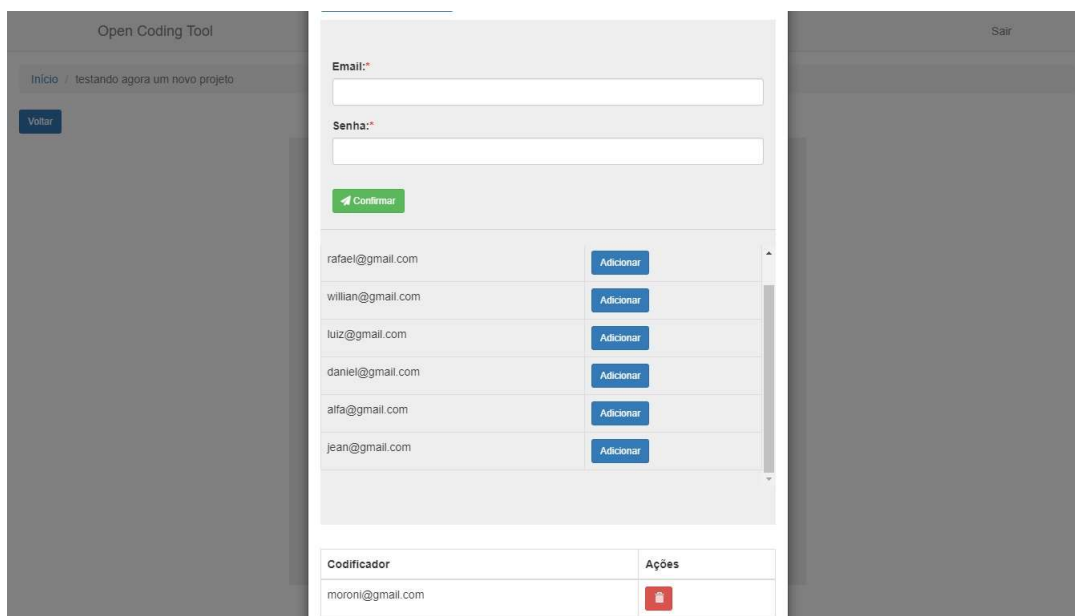 Open Coding Tool
Sair
Início / testando agora um novo projeto
Voltar
Email:*
Senha:*
Confirmar
rafael@gmail.com Adicionar
willian@gmail.com Adicionar
luiz@gmail.com Adicionar
daniel@gmail.com Adicionar
alfa@gmail.com Adicionar
jean@gmail.com Adicionar
Codificador Ações
moroni@gmail.com